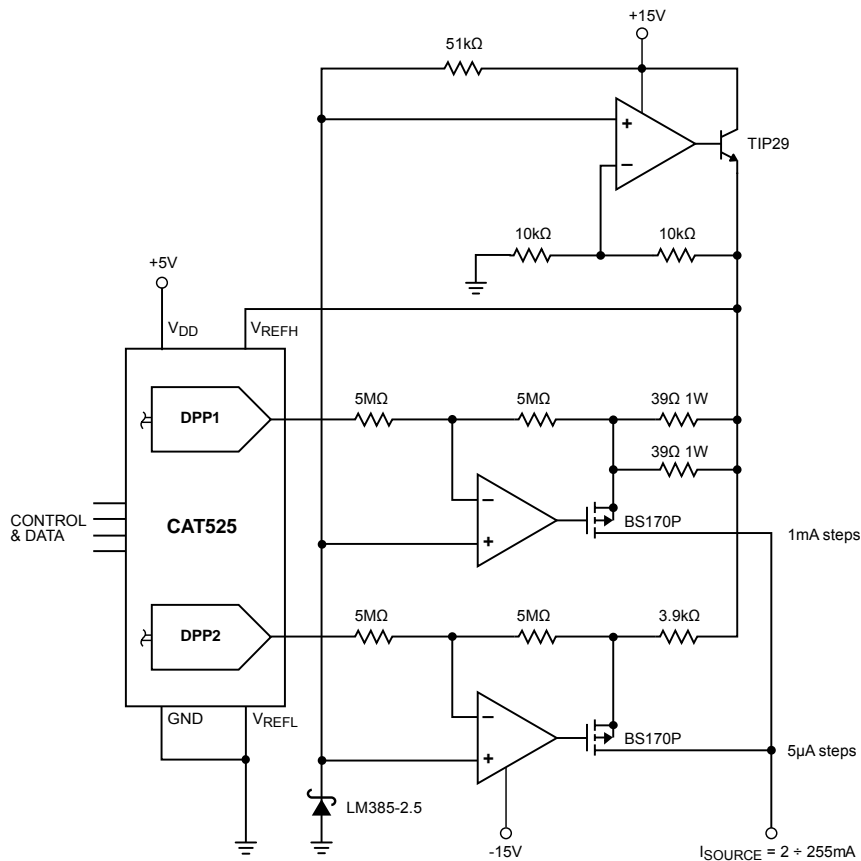 +15V
51kΩ
+
−
TIP29
10kΩ
10kΩ
+5V
VDD
VREFH
DPP1
5MΩ
5MΩ
39Ω 1W
39Ω 1W
−
+
BS170P
1mA steps
CONTROL
& DATA
CAT525
DPP2
5MΩ
5MΩ
3.9kΩ
−
+
BS170P
5µA steps
GND
VREFL
LM385-2.5
-15V
ISOURCE = 2 ÷ 255mA